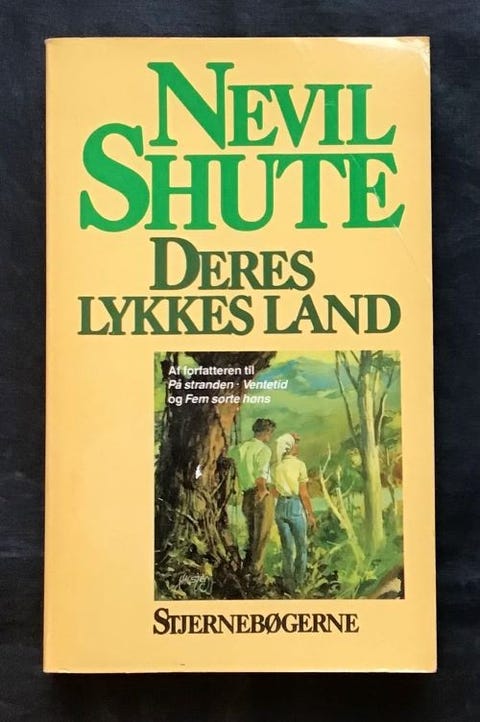 NEVIL
SHUTE
DERES
LYKKES LAND
Af forfatteren til
På stranden · Ventetid
og Fem sorte høns
STJERNEBØGERNE